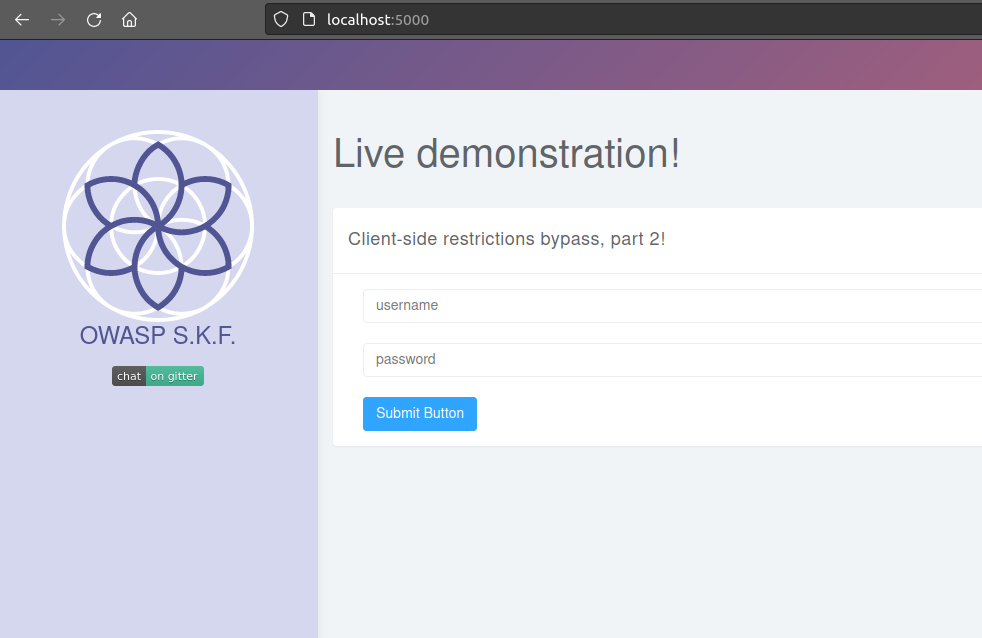 localhost:5000
Live demonstration!
OWASP S.K.F.
chat on gitter
Client-side restrictions bypass, part 2!
username
password
Submit Button